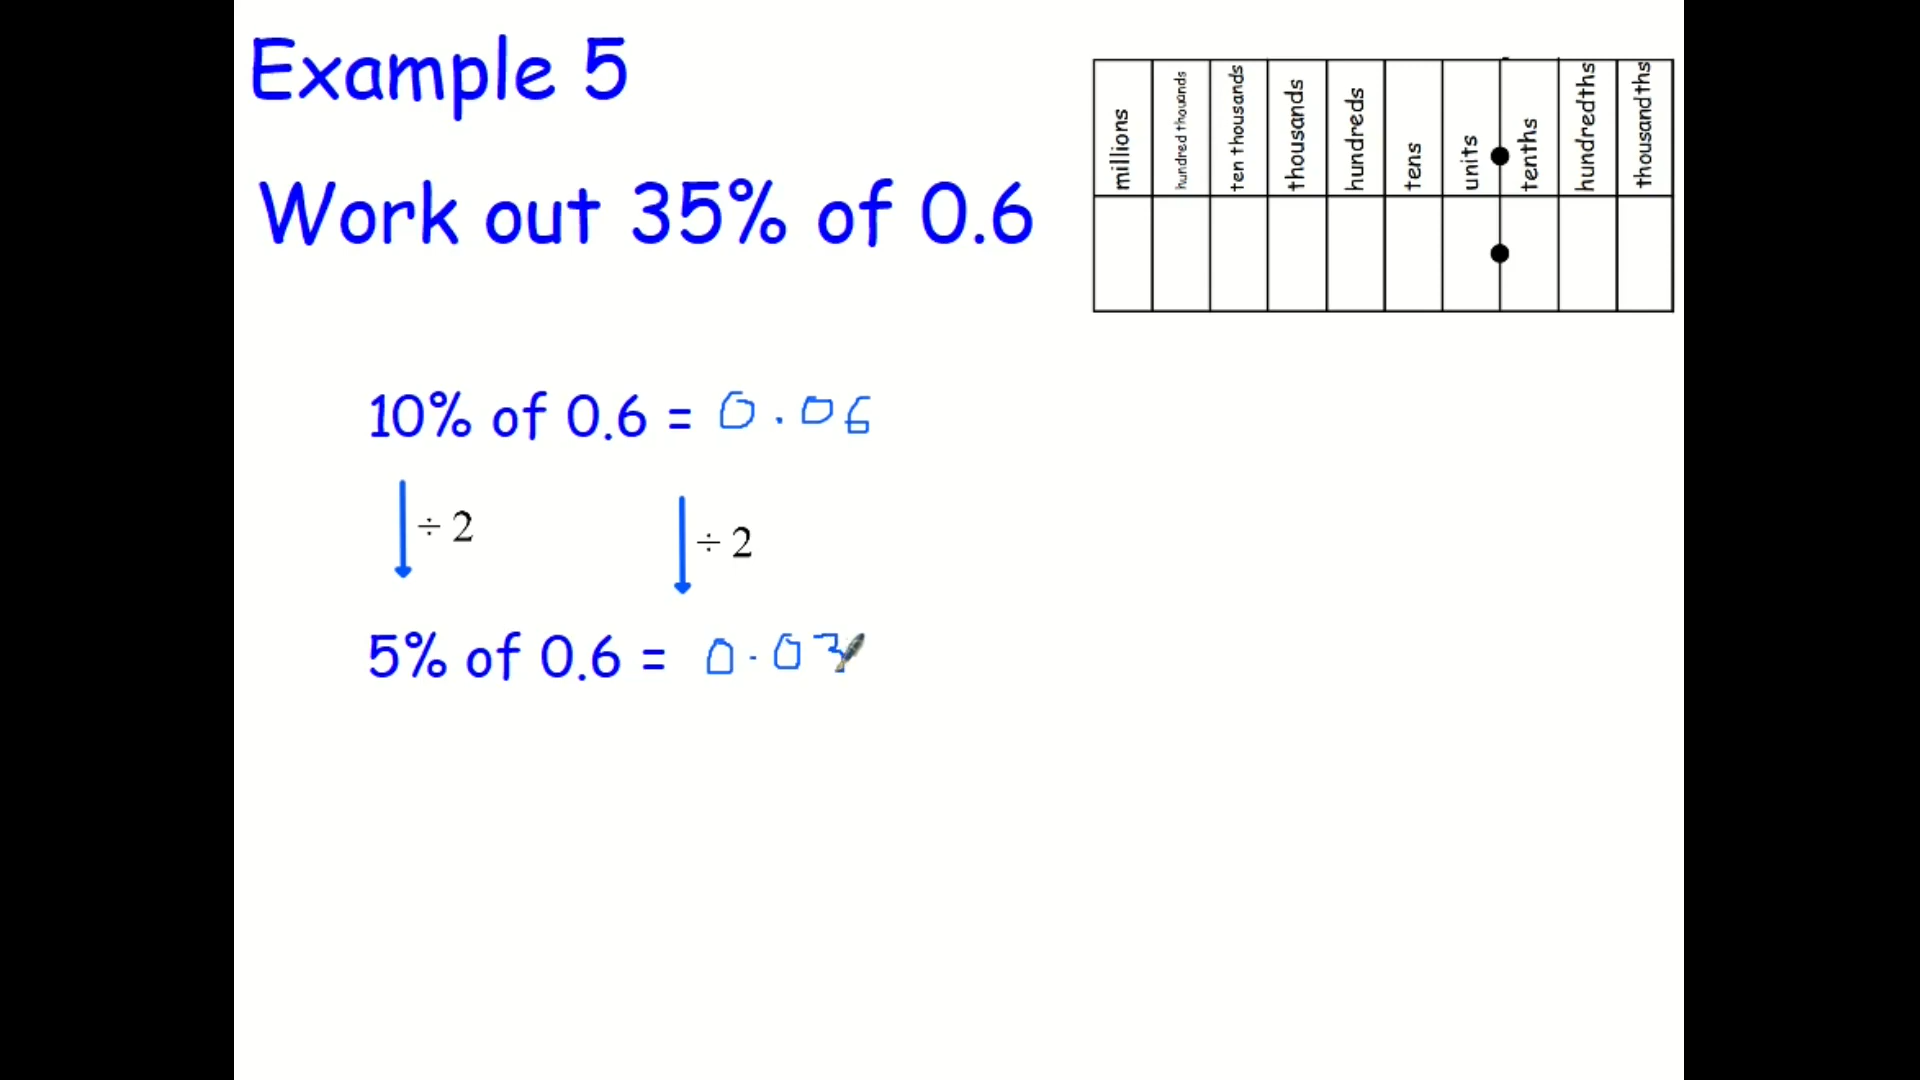 Example 5
Work out 35% of 0.6
millions
hundred thouands
ten thousands
thousands
hundreds
tens
units
tenths
hundredths
thousandths
10% of 0.6 = 0.06
÷ 2
÷ 2
5% of 0.6 = 0.03